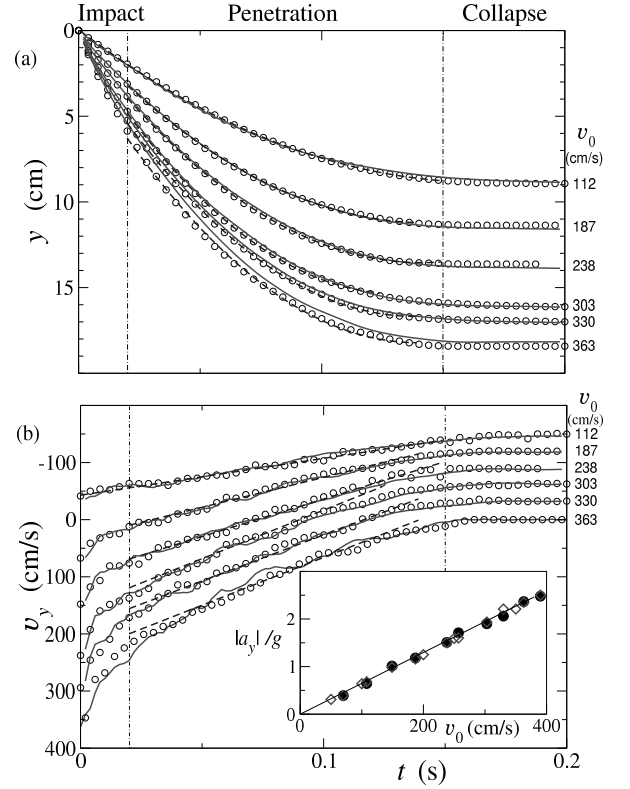 Impact Penetration Collapse
(a)
0
5
10
15
y (cm)
v0
(cm/s)
112
187
238
303
330
363
(b)
v0
(cm/s)
112
187
238
303
330
363
-100
0
100
200
300
400
vy (cm/s)
|ay|/g
2
1
0
0 200 v0 (cm/s) 400
0 0.1 0.2
t (s)